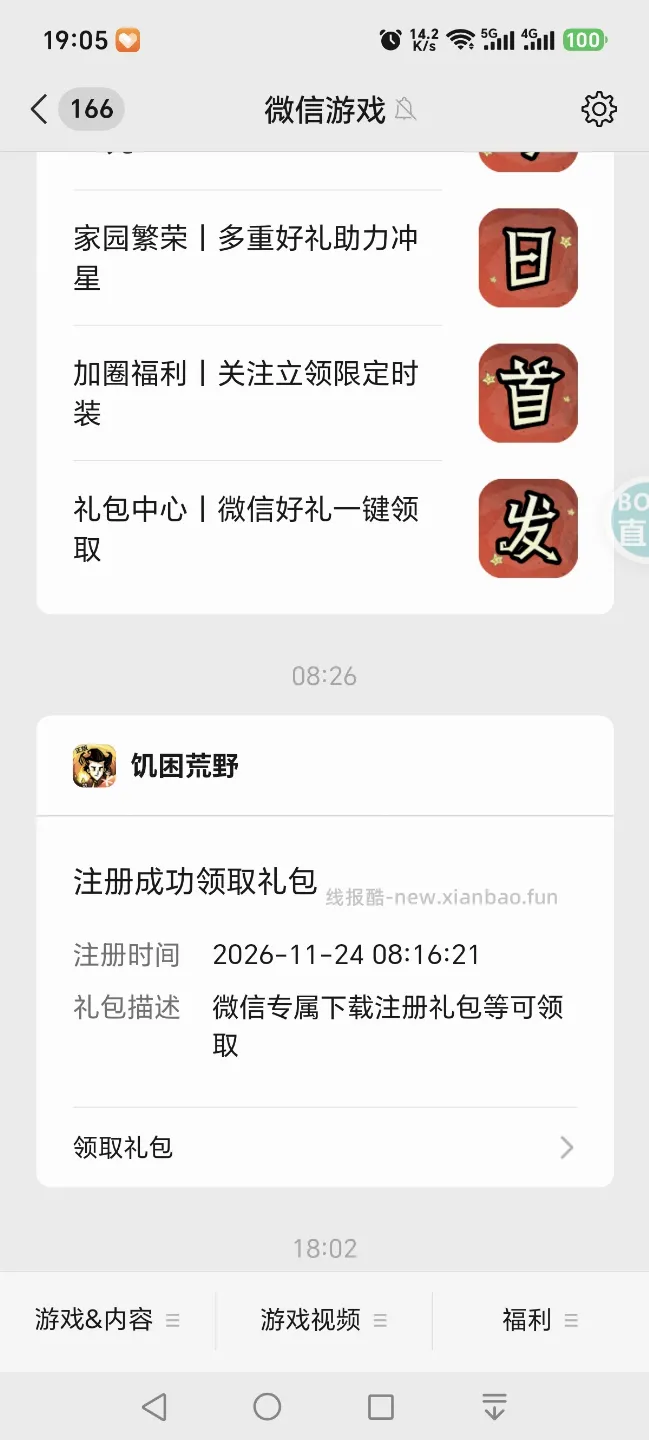 19:05
14.2
K/s
5G
4G
100
166
微信游戏
家园繁荣丨多重好礼助力冲
星
日
加圈福利丨关注立领限定时
装
首
礼包中心丨微信好礼一键领
取
发
BO
直
08:26
饥困荒野
注册成功领取礼包
线报酷-new.xianbao.fun
注册时间 2026-11-24 08:16:21
礼包描述 微信专属下载注册礼包等可领
取
领取礼包
18:02
游戏&内容
游戏视频
福利